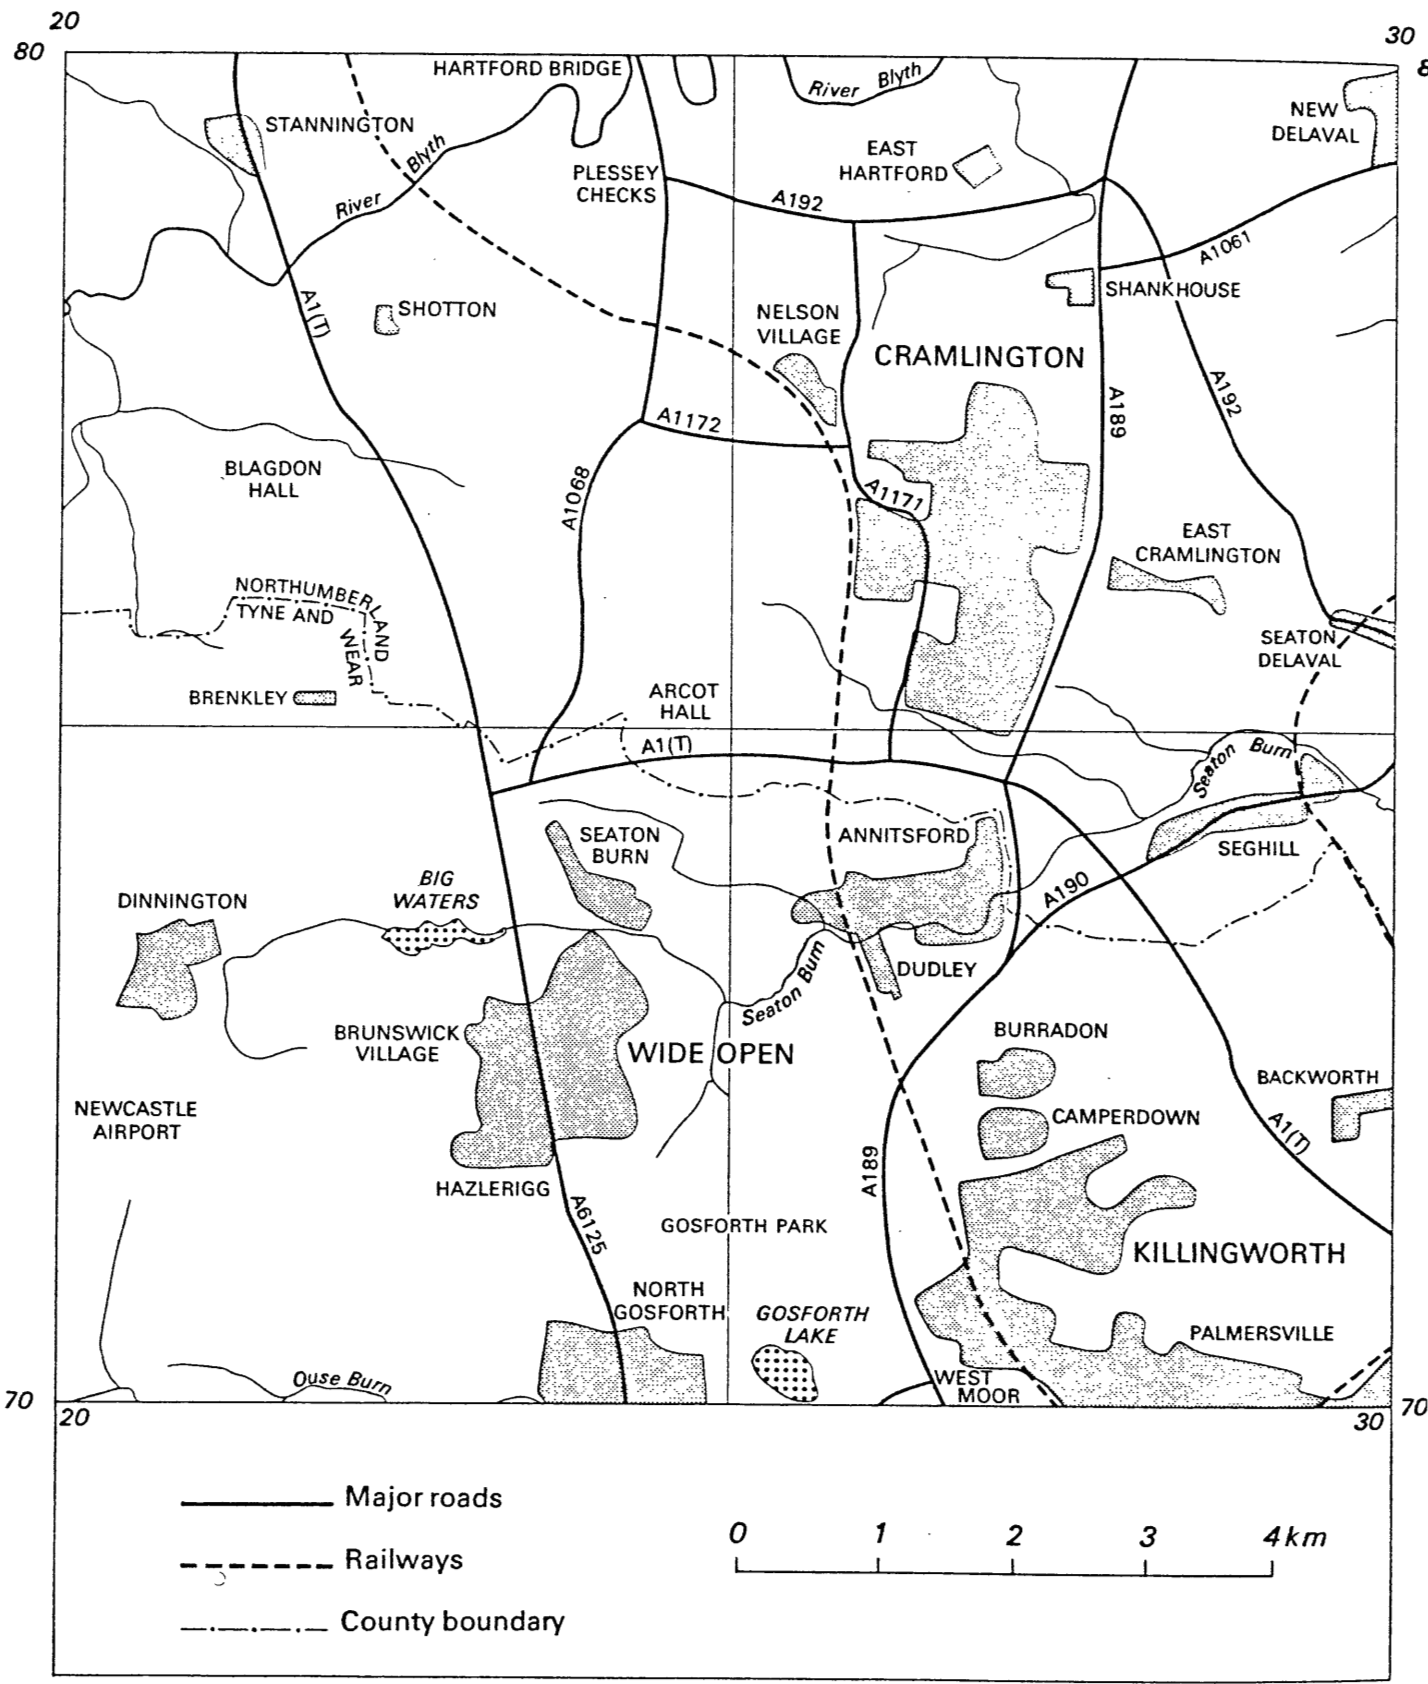 20
30
80
8
HARTFORD BRIDGE
River Blyth
NEW
DELAVAL
STANNINGTON
EAST
HARTFORD
River Blyth
PLESSEY
CHECKS
A192
A1061
A1(T)
SHOTTON
SHANKHOUSE
NELSON
VILLAGE
CRAMLINGTON
A192
A189
A1172
BLAGDON
HALL
A1068
A1171
EAST
CRAMLINGTON
NORTHUMBERLAND
TYNE AND
WEAR
SEATON
DELAVAL
BRENKLEY
ARCOT
HALL
A1(T)
Seaton Burn
SEATON
BURN
ANNITSFORD
SEGHILL
BIG
WATERS
A190
DINNINGTON
DUDLEY
Seaton Burn
BRUNSWICK
VILLAGE
WIDE OPEN
BURRADON
BACKWORTH
NEWCASTLE
AIRPORT
CAMPERDOWN
A1(T)
A189
HAZLERIGG
A6125
GOSFORTH PARK
KILLINGWORTH
NORTH
GOSFORTH
GOSFORTH
LAKE
PALMERSVILLE
Ouse Burn
WEST
MOOR
70
70
20
30
Major roads
0 1 2 3 4 km
Railways
County boundary